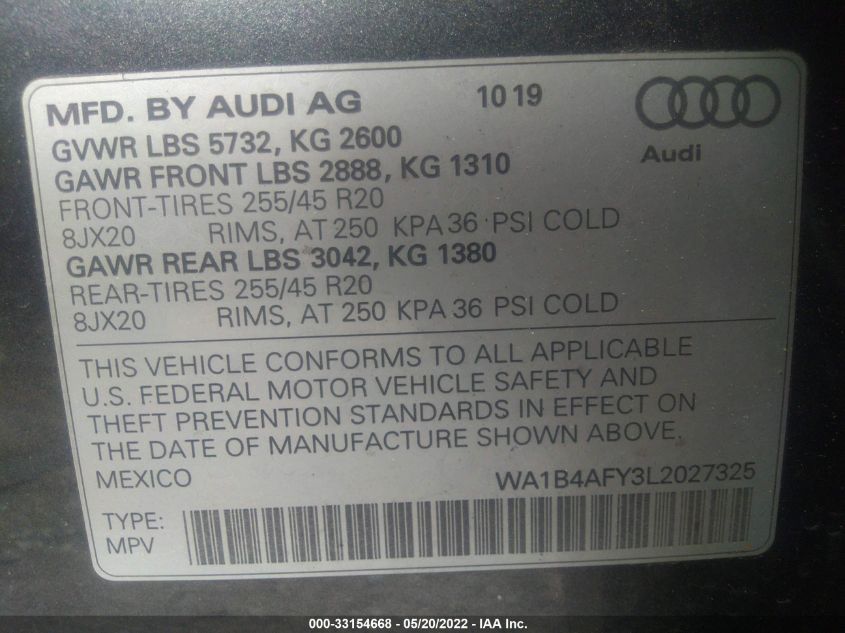 MFD. BY AUDI AG 10 19
GVWR LBS 5732, KG 2600
GAWR FRONT LBS 2888, KG 1310
Audi
FRONT-TIRES 255/45 R20
8JX20 RIMS, AT 250 KPA 36 PSI COLD
GAWR REAR LBS 3042, KG 1380
REAR-TIRES 255/45 R20
8JX20 RIMS, AT 250 KPA 36 PSI COLD
THIS VEHICLE CONFORMS TO ALL APPLICABLE
U.S. FEDERAL MOTOR VEHICLE SAFETY AND
THEFT PREVENTION STANDARDS IN EFFECT ON
THE DATE OF MANUFACTURE SHOWN ABOVE.
MEXICO WA1B4AFY3L2027325
TYPE:
MPV
000-33154668 - 05/20/2022 - IAA Inc.